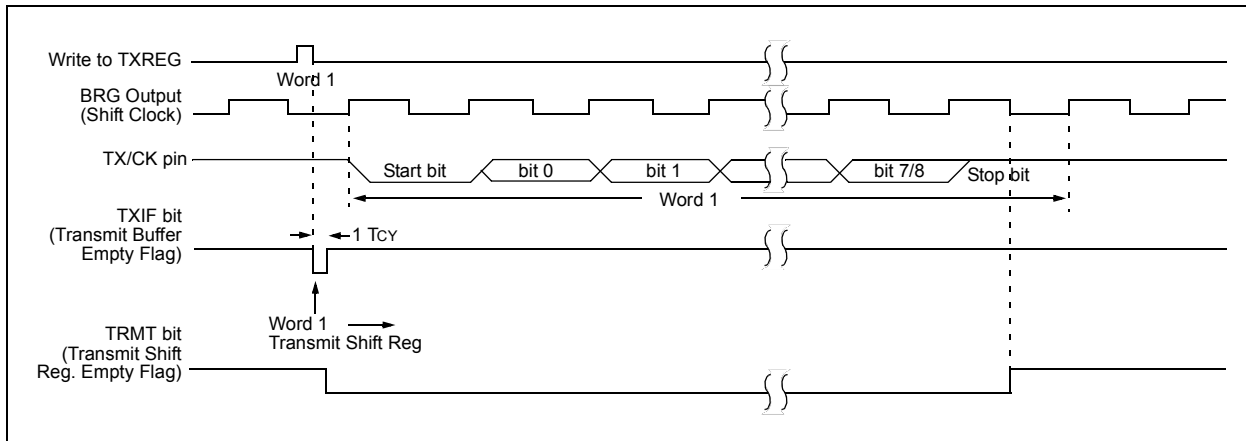 Write to TXREG
Word 1
BRG Output
(Shift Clock)
TX/CK pin
Start bit
bit 0
bit 1
bit 7/8
Stop bit
Word 1
TXIF bit
(Transmit Buffer
Empty Flag)
1 TCY
Word 1
Transmit Shift Reg
TRMT bit
(Transmit Shift
Reg. Empty Flag)